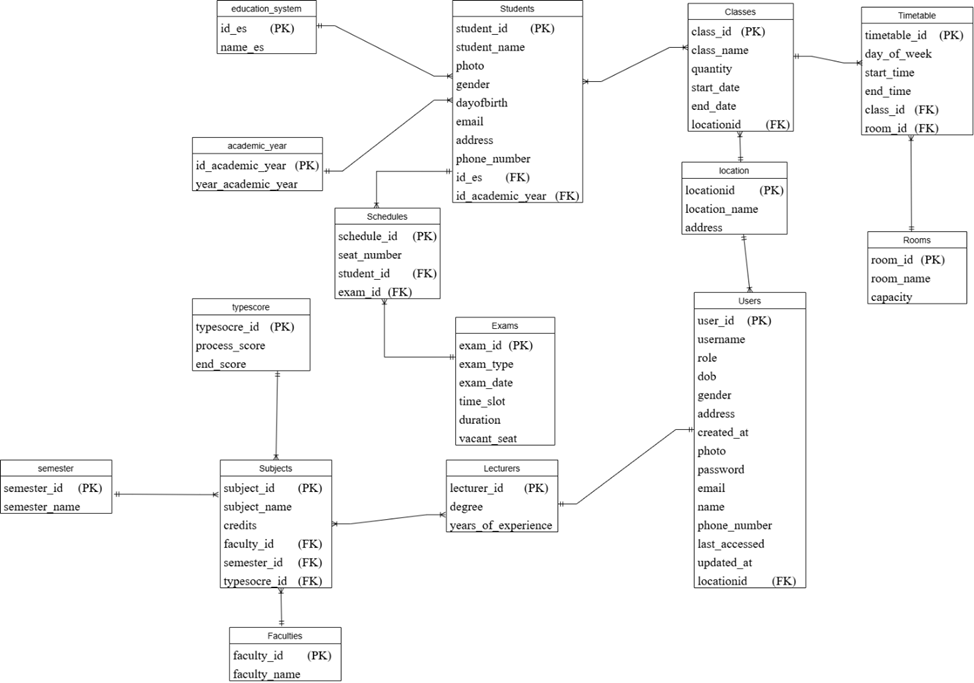 education_system
id_es (PK)
name_es
Students
student_id (PK)
student_name
photo
gender
dayofbirth
email
address
phone_number
id_es (FK)
id_academic_year (FK)
Classes
class_id (PK)
class_name
quantity
start_date
end_date
locationid (FK)
Timetable
timetable_id (PK)
day_of_week
start_time
end_time
class_id (FK)
room_id (FK)
academic_year
id_academic_year (PK)
year_academic_year
location
locationid (PK)
location_name
address
Schedules
schedule_id (PK)
seat_number
student_id (FK)
exam_id (FK)
Rooms
room_id (PK)
room_name
capacity
typescore
typesocre_id (PK)
process_score
end_score
Exams
exam_id (PK)
exam_type
exam_date
time_slot
duration
vacant_seat
Users
user_id (PK)
username
role
dob
gender
address
created_at
photo
password
email
name
phone_number
last_accessed
updated_at
locationid (FK)
semester
semester_id (PK)
semester_name
Subjects
subject_id (PK)
subject_name
credits
faculty_id (FK)
semester_id (FK)
typesocre_id (FK)
Lecturers
lecturer_id (PK)
degree
years_of_experience
Faculties
faculty_id (PK)
faculty_name